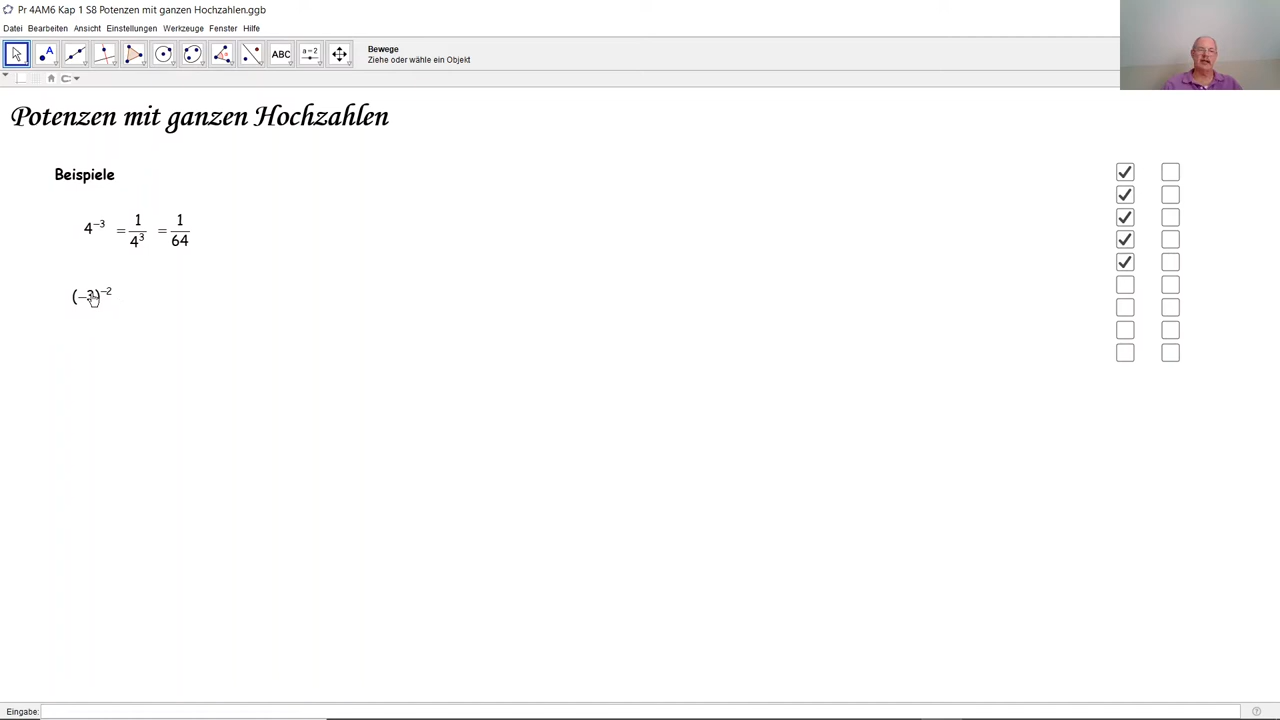 Pr 4AM6 Kap 1 S8 Potenzen mit ganzen Hochzahlen.ggb
Datei Bearbeiten Ansicht Einstellungen Werkzeuge Fenster Hilfe
A ABC a=2 Bewege
Ziehe oder wähle ein Objekt
Potenzen mit ganzen Hochzahlen
Beispiele
4⁻³ = 1/4³ = 1/64
(−3)⁻²
Eingabe: